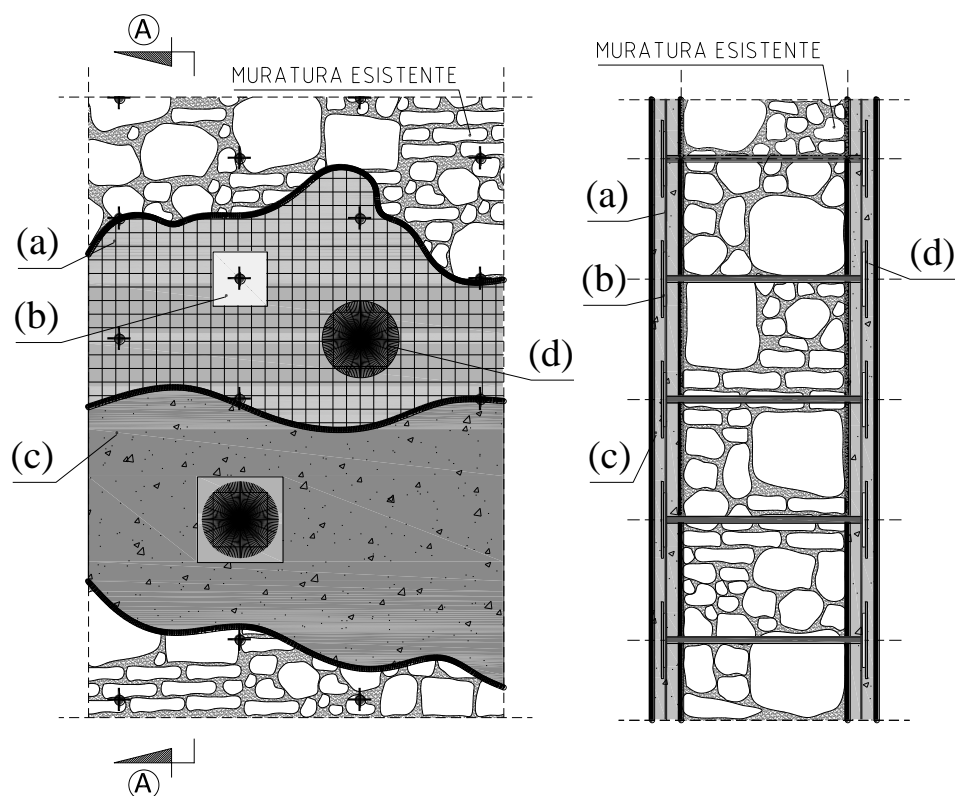 A
MURATURA ESISTENTE
(a)
(b)
(d)
(c)
A
MURATURA ESISTENTE
(a)
(b)
(d)
(c)